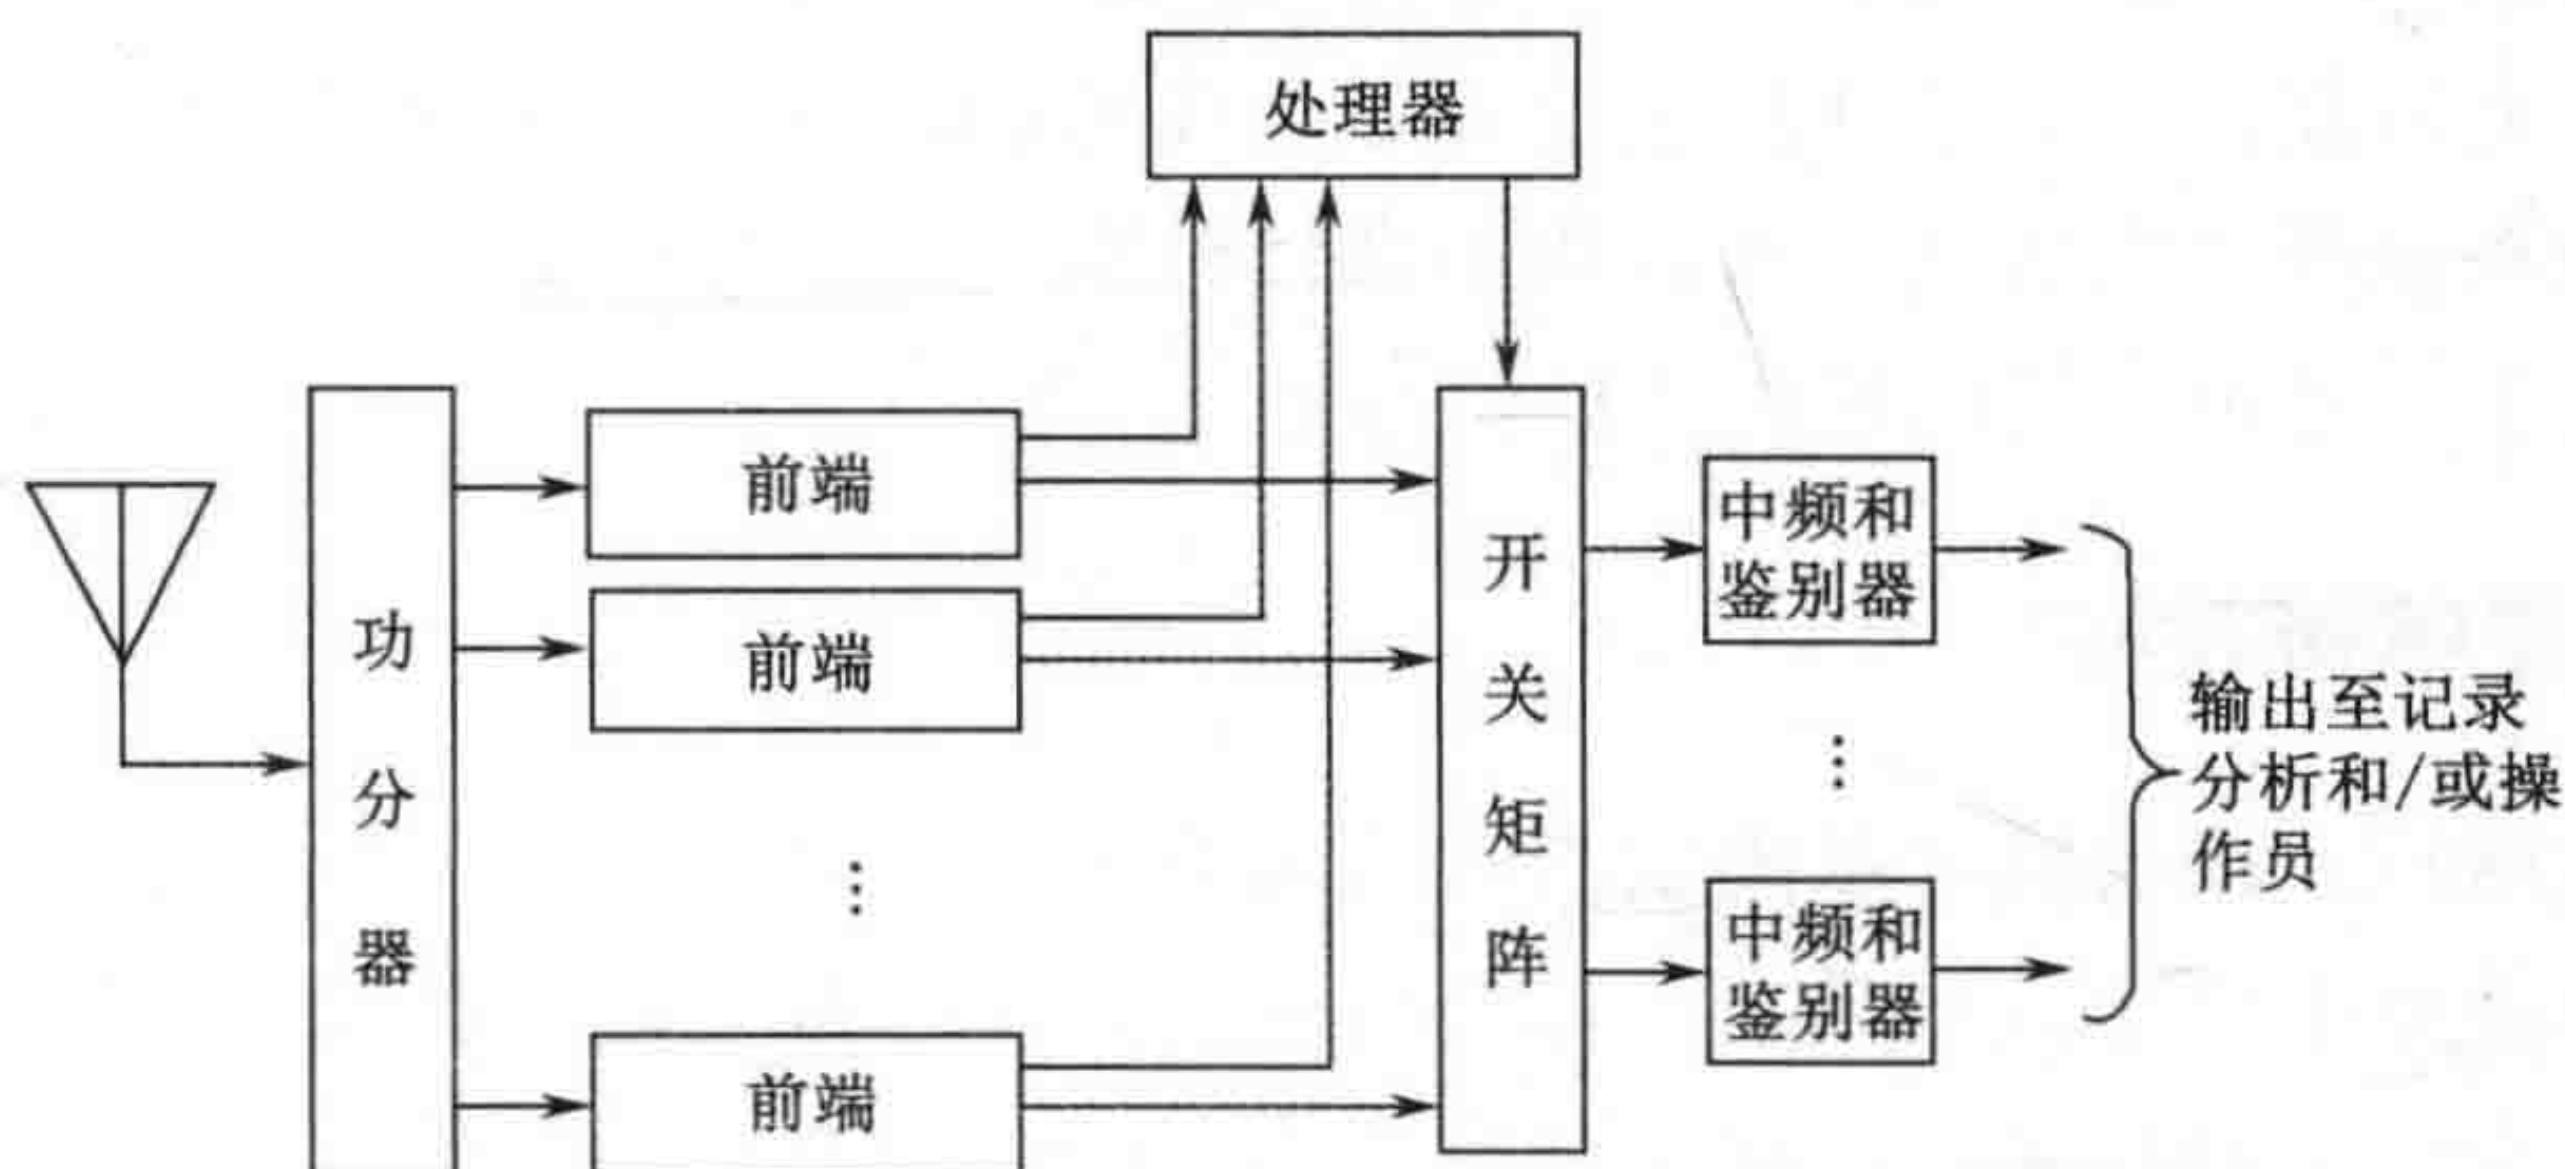 处理器
功分器
前端
前端
前端
开关矩阵
中频和
鉴别器
中频和
鉴别器
输出至记录
分析和/或操
作员